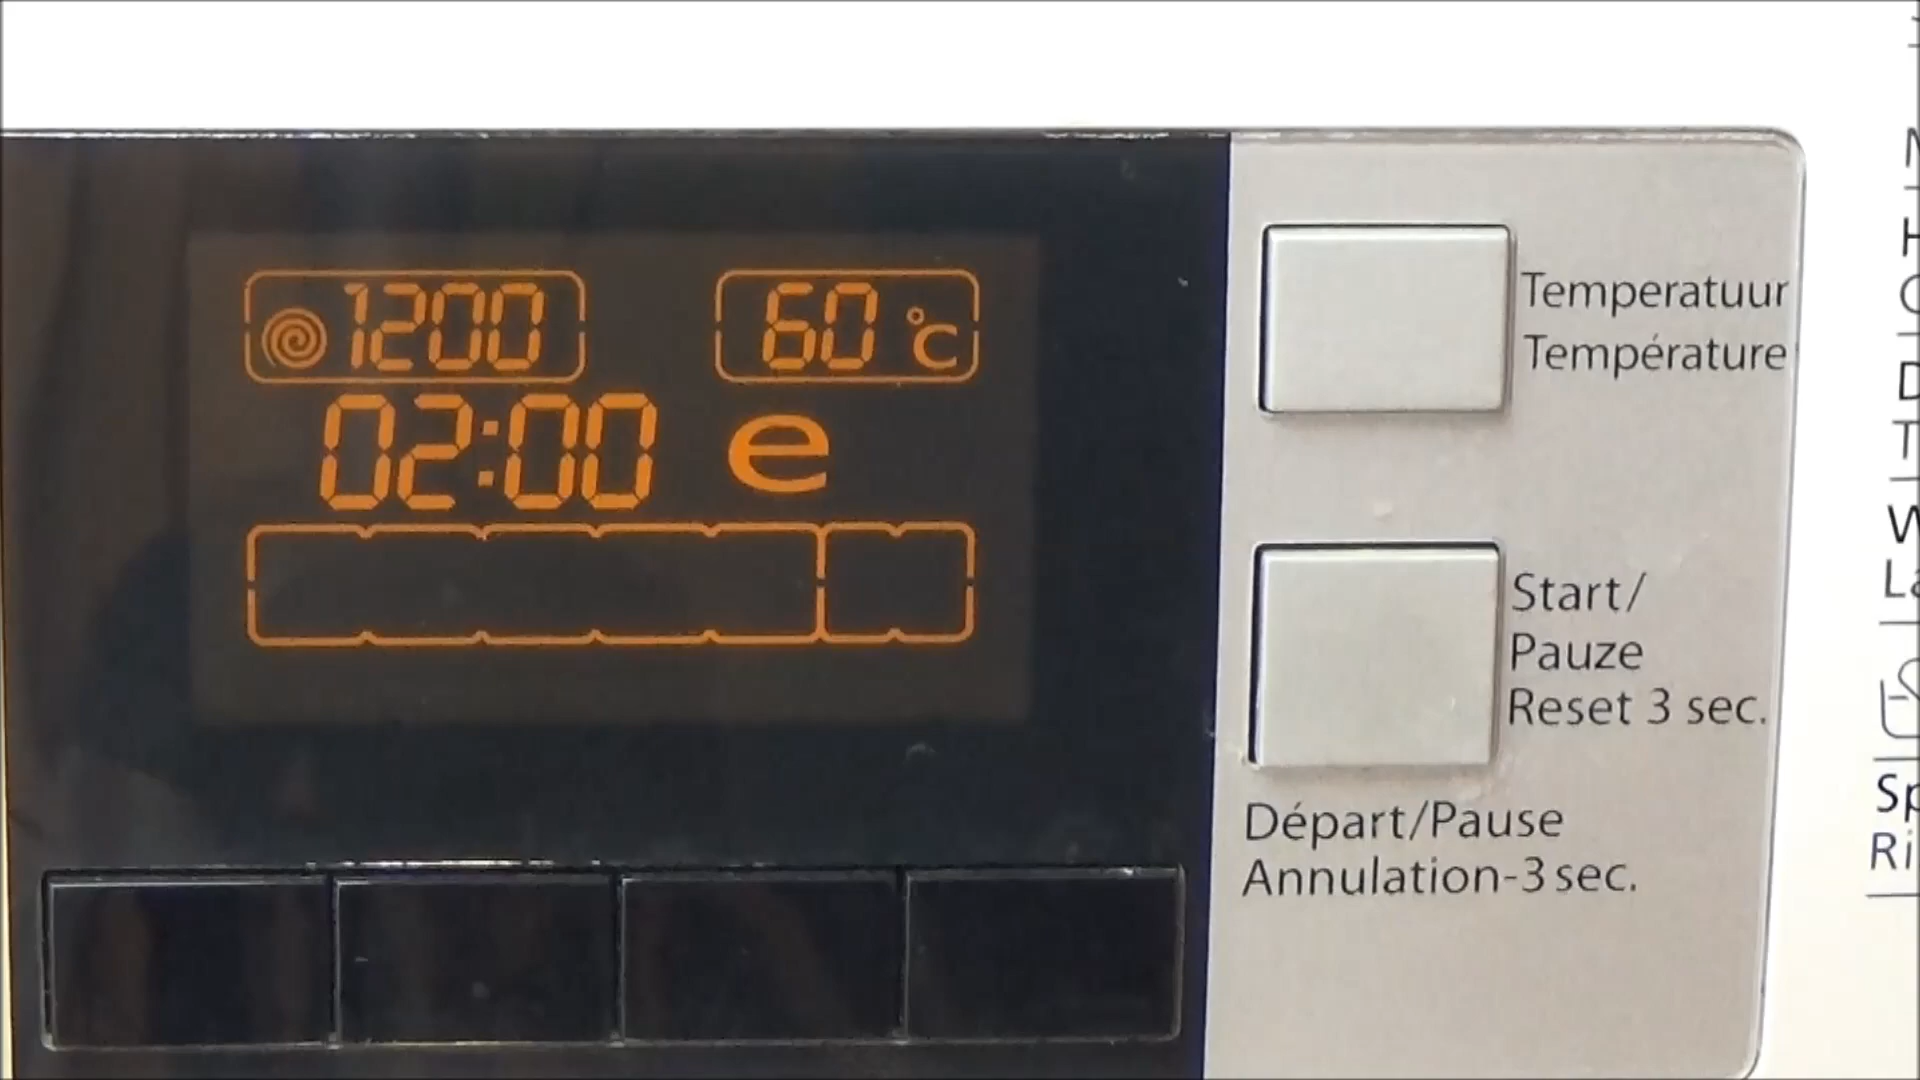 1200 60 °C
02:00 e
Temperatuur
Température
Start/
Pauze
Reset 3 sec.
Départ/Pause
Annulation-3 sec.